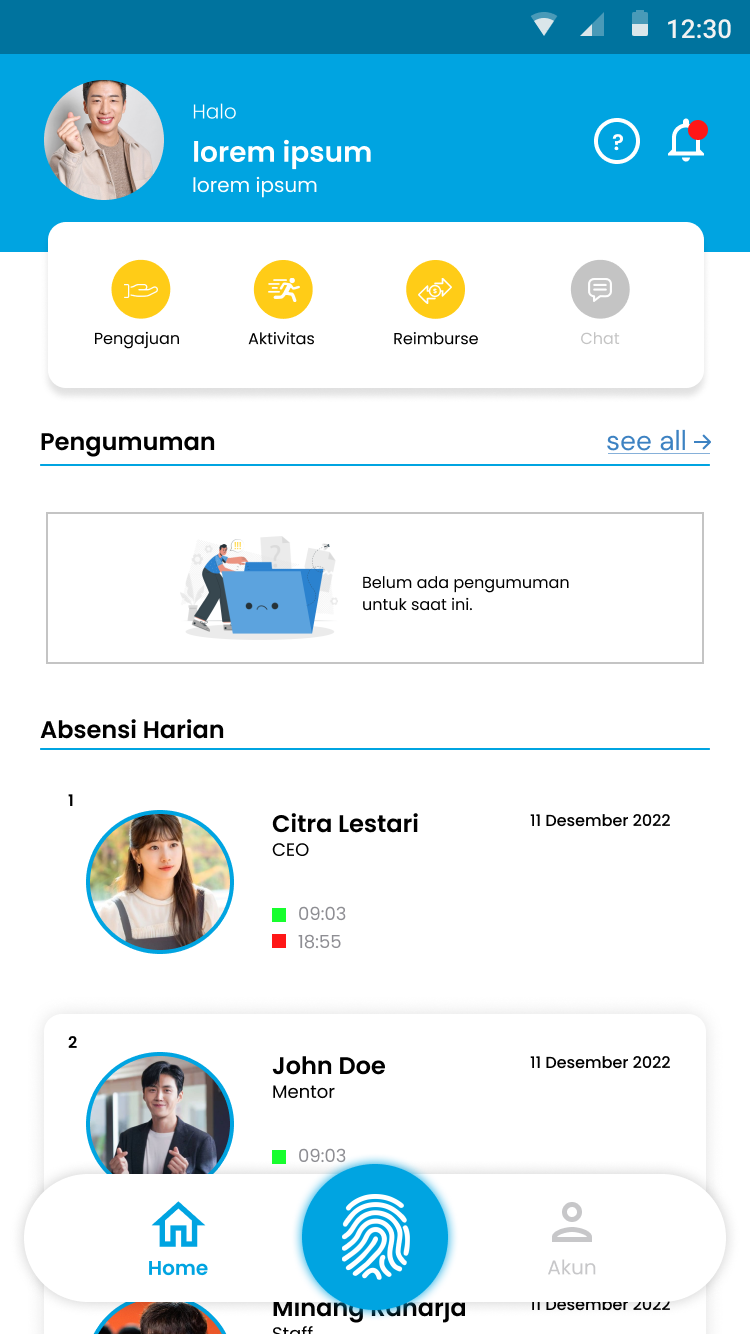 12:30
Halo
lorem ipsum
lorem ipsum
?
Pengajuan
Aktivitas
Reimburse
Chat
Pengumuman
see all →
Belum ada pengumuman
untuk saat ini.
Absensi Harian
1
Citra Lestari
11 Desember 2022
CEO
09:03
18:55
2
John Doe
11 Desember 2022
Mentor
09:03
Home
Akun
Minang Raharja
11 Desember 2022
Staff